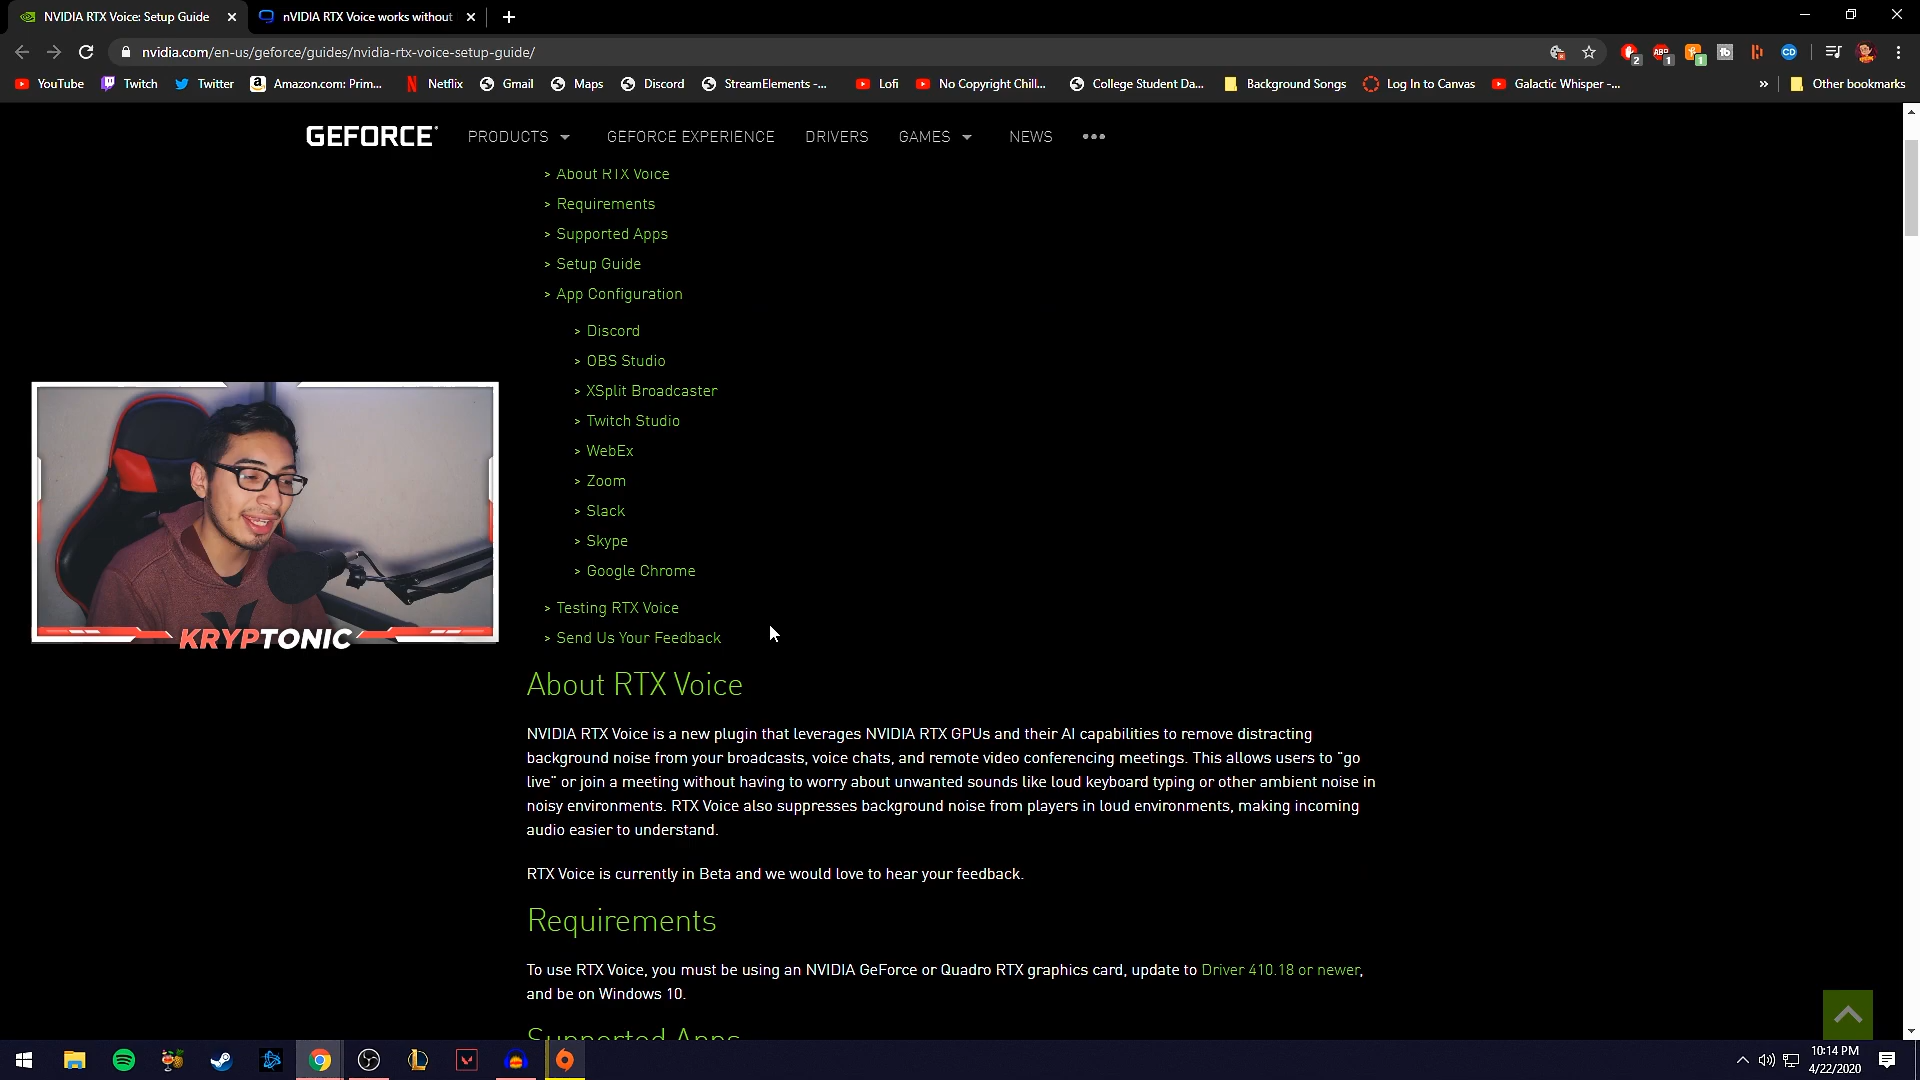 NVIDIA RTX Voice: Setup Guide
nVIDIA RTX Voice works without
nvidia.com/en-us/geforce/guides/nvidia-rtx-voice-setup-guide/
2
ABP
1
1
tb
CD
YouTube
Twitch
Twitter
Amazon.com: Prim...
Netflix
Gmail
Maps
Discord
StreamElements -...
Lofi
No Copyright Chill...
College Student Da...
Background Songs
Log In to Canvas
Galactic Whisper -...
»
Other bookmarks
GEFORCE
PRODUCTS
GEFORCE EXPERIENCE
DRIVERS
GAMES
NEWS
•••
> About RTX Voice
> Requirements
> Supported Apps
> Setup Guide
> App Configuration
> Discord
> OBS Studio
> XSplit Broadcaster
> Twitch Studio
> WebEx
> Zoom
> Slack
> Skype
> Google Chrome
> Testing RTX Voice
> Send Us Your Feedback
KRYPTONIC
About RTX Voice
NVIDIA RTX Voice is a new plugin that leverages NVIDIA RTX GPUs and their AI capabilities to remove distracting
background noise from your broadcasts, voice chats, and remote video conferencing meetings. This allows users to "go
live" or join a meeting without having to worry about unwanted sounds like loud keyboard typing or other ambient noise in
noisy environments. RTX Voice also suppresses background noise from players in loud environments, making incoming
audio easier to understand.
RTX Voice is currently in Beta and we would love to hear your feedback.
Requirements
To use RTX Voice, you must be using an NVIDIA GeForce or Quadro RTX graphics card, update to Driver 410.18 or newer,
and be on Windows 10.
Supported Apps
10:14 PM
4/22/2020